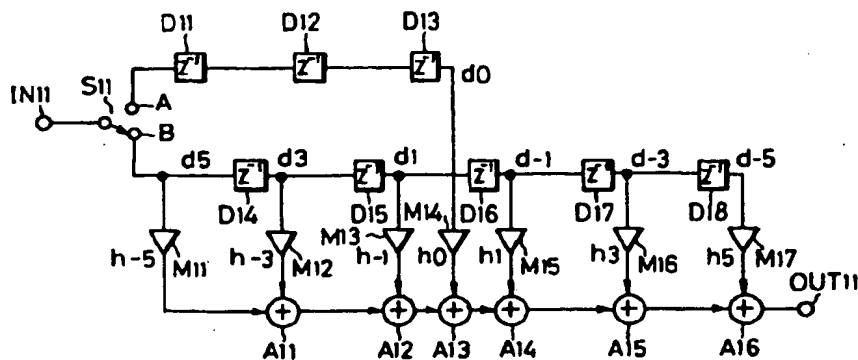 D11 D12 D13
Z⁻¹ Z⁻¹ Z⁻¹
d0
S11 A
IN11
B
d5 Z⁻¹ d3 Z⁻¹ d1 Z⁻¹ d-1 Z⁻¹ d-3 Z⁻¹ d-5
D14 D15 M14 D16 D17 D18
M13
h-5 M11 h-3 M12 h-1 h0 h1 M15 h3 M16 h5 M17
OUT11
+ + + + + +
A11 A12 A13 A14 A15 A16